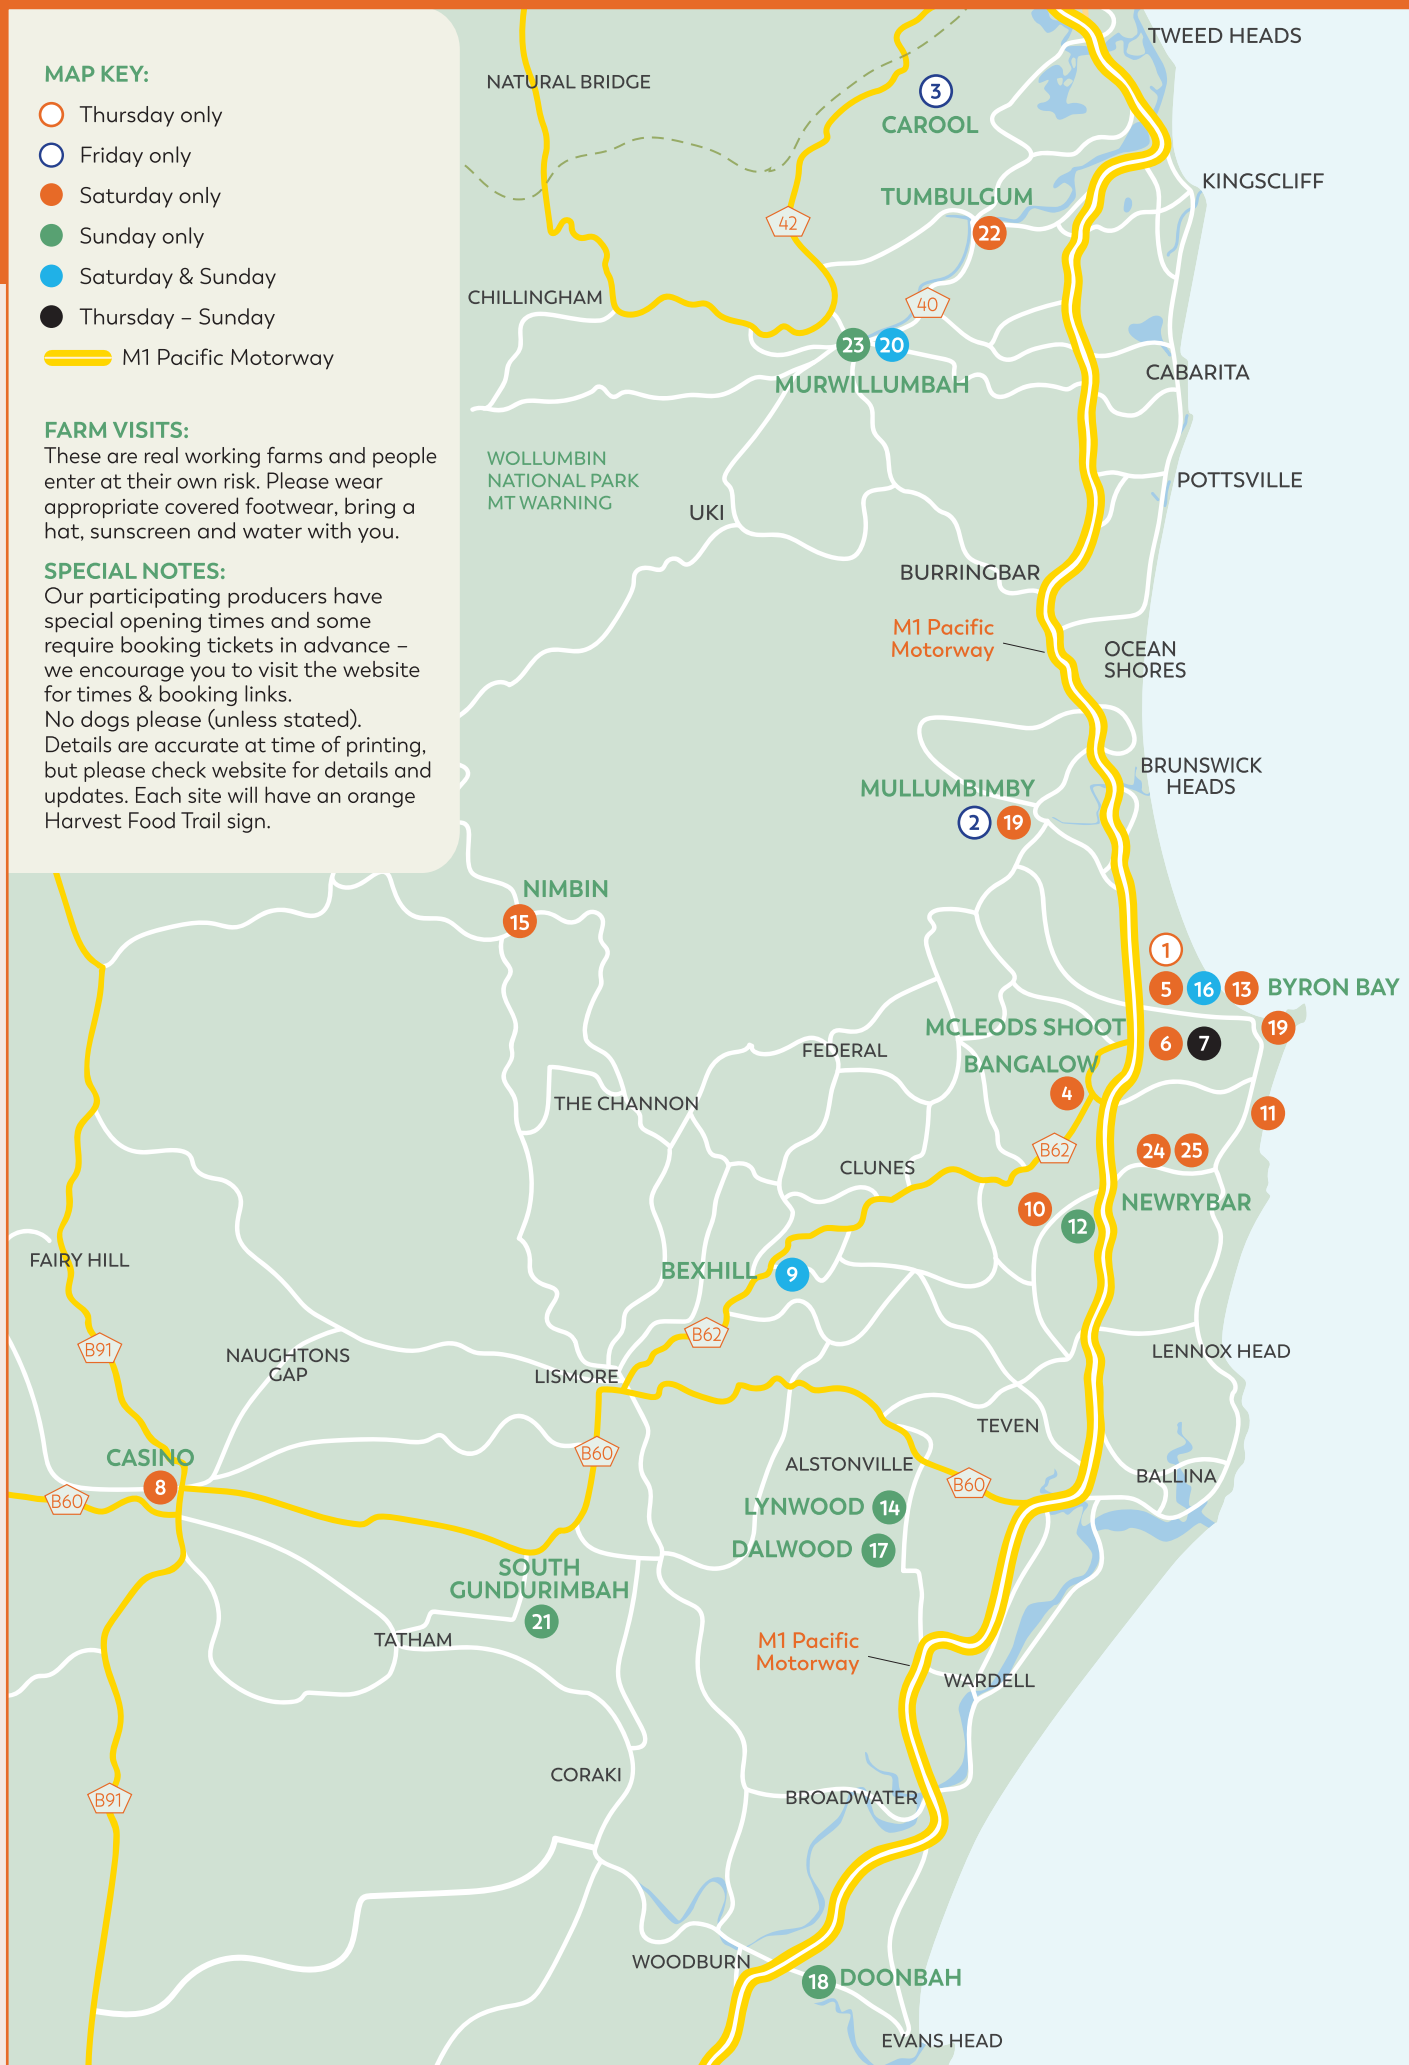 MAP KEY:
Thursday only
Friday only
Saturday only
Sunday only
Saturday & Sunday
Thursday – Sunday
M1 Pacific Motorway
FARM VISITS:
These are real working farms and people
enter at their own risk. Please wear
appropriate covered footwear, bring a
hat, sunscreen and water with you.
SPECIAL NOTES:
Our participating producers have
special opening times and some
require booking tickets in advance –
we encourage you to visit the website
for times & booking links.
No dogs please (unless stated).
Details are accurate at time of printing,
but please check website for details and
updates. Each site will have an orange
Harvest Food Trail sign.
TWEED HEADS
NATURAL BRIDGE
3
CAROOL
KINGSCLIFF
TUMBULGUM
42
22
CHILLINGHAM
40
23 20
CABARITA
MURWILLUMBAH
WOLLUMBIN
NATIONAL PARK
MT WARNING
POTTSVILLE
UKI
BURRINGBAR
M1 Pacific
Motorway
OCEAN
SHORES
BRUNSWICK
HEADS
MULLUMBIMBY
2 19
NIMBIN
15
1
5 16 13 BYRON BAY
MCLEODS SHOOT
19
6 7
FEDERAL
BANGALOW
4
THE CHANNON
11
B62
24 25
CLUNES
NEWRYBAR
10
12
FAIRY HILL
BEXHILL 9
B62
B91
NAUGHTONS
GAP
LENNOX HEAD
LISMORE
TEVEN
CASINO
8
B60
B60
ALSTONVILLE
B60
BALLINA
LYNWOOD 14
DALWOOD 17
SOUTH
GUNDURIMBAH
21
TATHAM
M1 Pacific
Motorway
WARDELL
CORAKI
B91
BROADWATER
WOODBURN
18 DOONBAH
EVANS HEAD